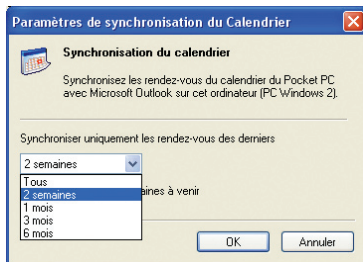 Paramètres de synchronisation du Calendrier
Synchronisation du calendrier
Synchronisez les rendez-vous du calendrier du Pocket PC
avec Microsoft Outlook sur cet ordinateur (PC Windows 2).
Synchroniser uniquement les rendez-vous des derniers
2 semaines
Tous
2 semaines
à venir
1 mois
3 mois
6 mois
OK
Annuler